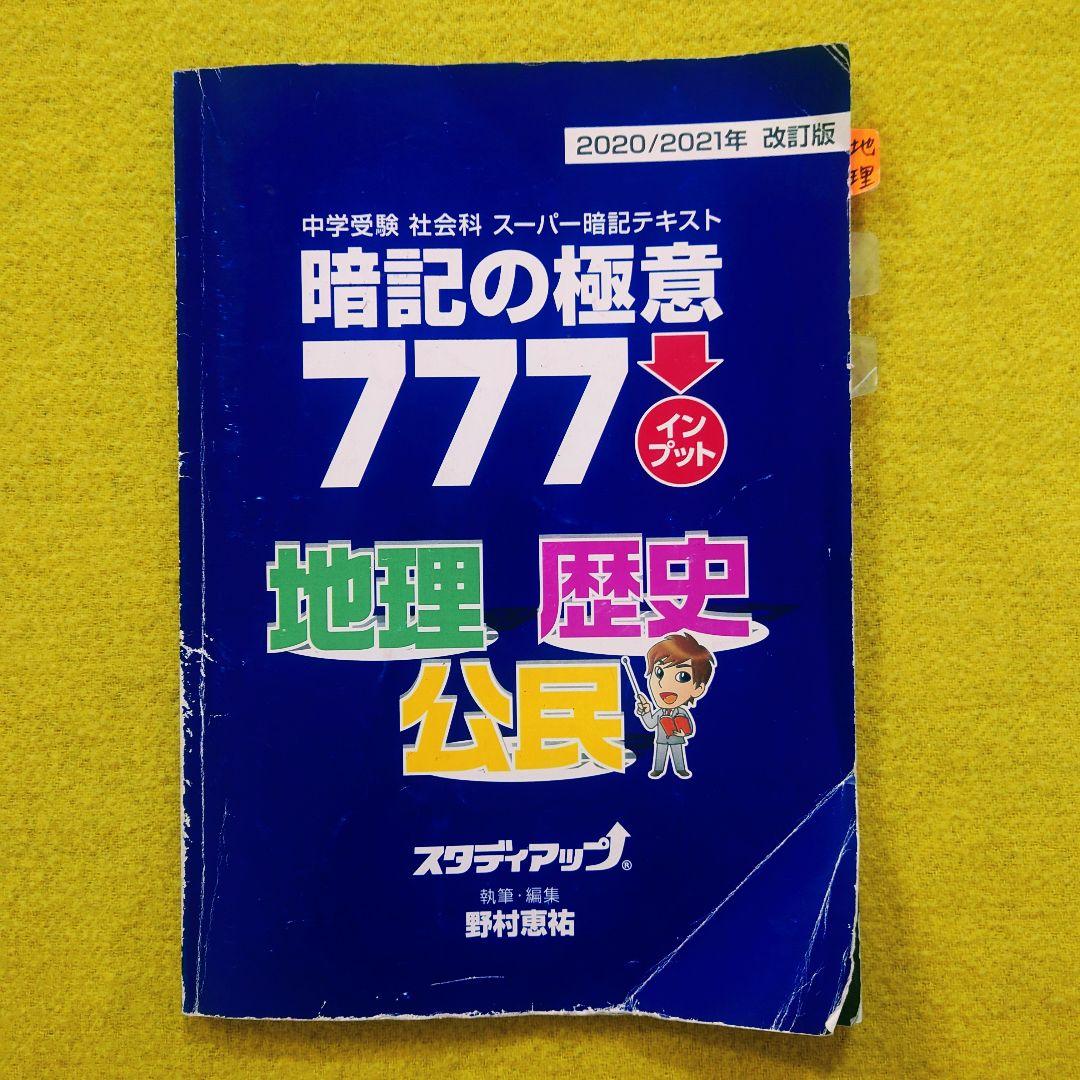 2020/2021年 改訂版
地
理
中学受験 社会科 スーパー暗記テキスト
暗記の極意
777
イン
プット
地理 歴史
公民
スタディアップ®
執筆・編集
野村恵祐